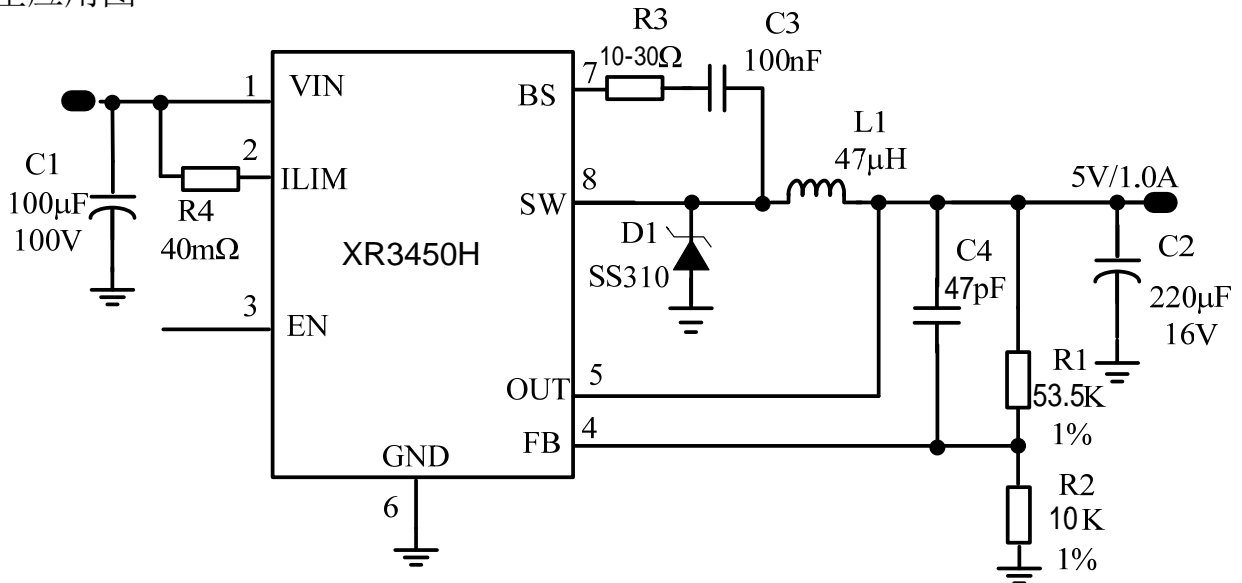 R3
10-30Ω
C3
100nF
1
VIN
7
BS
2
ILIM
C1
100μF
100V
R4
40mΩ
L1
47μH
8
SW
5V/1.0A
XR3450H
D1
SS310
C4
47pF
C2
220μF
16V
3
EN
R1
53.5K
1%
OUT
5
FB
4
GND
6
R2
10K
1%